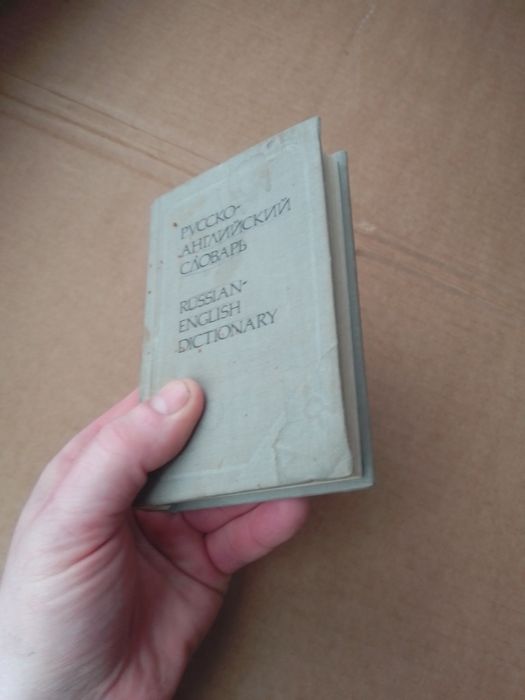 РУССКО-
АНГЛИЙСКИЙ
СЛОВАРЬ
RUSSIAN-
ENGLISH
DICTIONARY